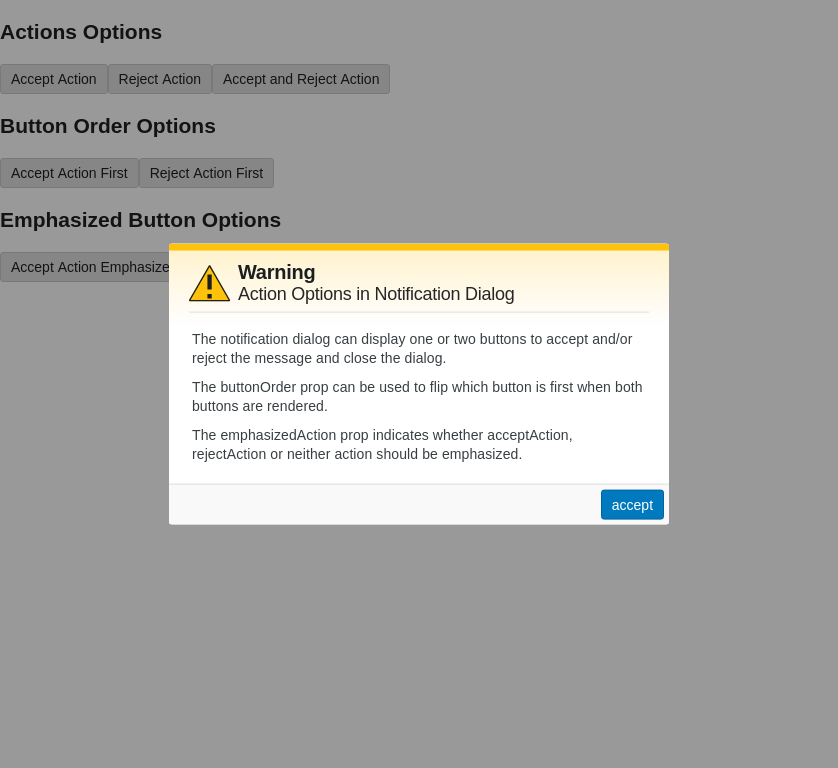 Actions Options
Accept Action Reject Action Accept and Reject Action
Button Order Options
Accept Action First Reject Action First
Emphasized Button Options
Accept Action Emphasize
Warning
Action Options in Notification Dialog
The notification dialog can display one or two buttons to accept and/or
reject the message and close the dialog.
The buttonOrder prop can be used to flip which button is first when both
buttons are rendered.
The emphasizedAction prop indicates whether acceptAction,
rejectAction or neither action should be emphasized.
accept